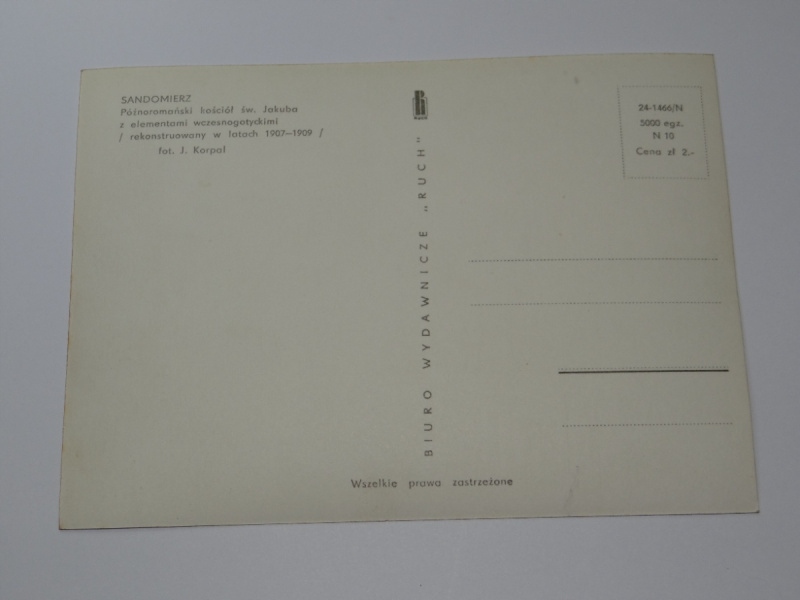 SANDOMIERZ
Późnoromański kościół św. Jakuba
z elementami wczesnogotyckimi
/ rekonstruowany w latach 1907–1909 /
fot. J. Korpal
RUCH
BIURO WYDAWNICZE „RUCH"
24-1466/N
5000 egz.
N 10
Cena zł 2.-
Wszelkie prawa zastrzeżone